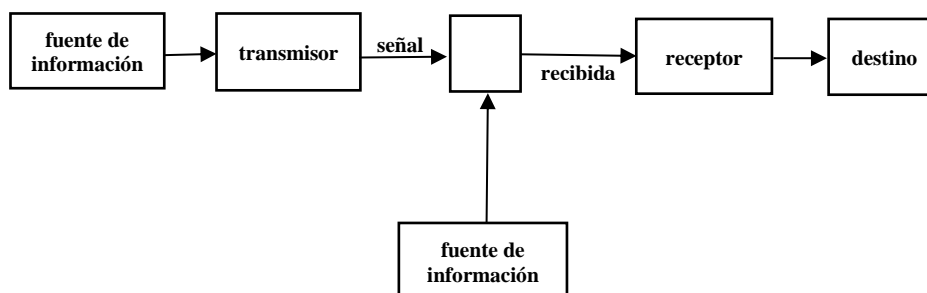 fuente de
información
transmisor
señal
recibida
receptor
destino
fuente de
información